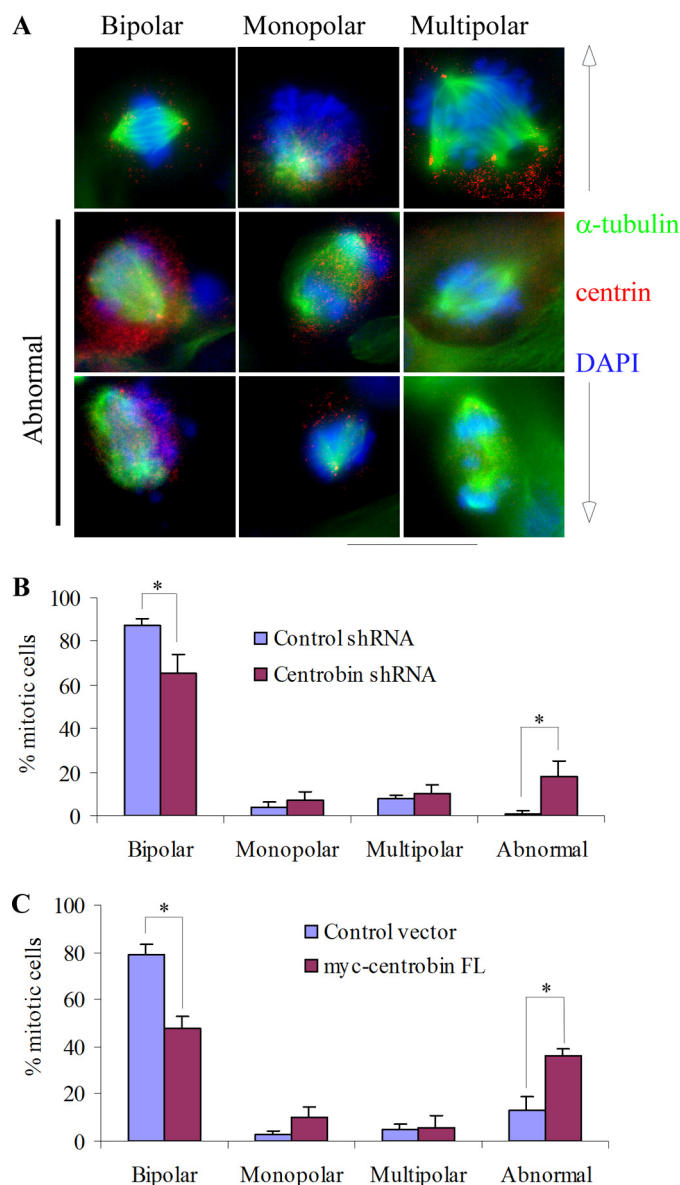 A
Bipolar Monopolar Multipolar
α-tubulin
centrin
DAPI
Abnormal
B
% mitotic cells
100
80
60
40
20
0
*
*
Control shRNA
Centrobin shRNA
Bipolar Monopolar Multipolar Abnormal
C
% mitotic cells
100
80
60
40
20
0
*
*
Control vector
myc-centrobin FL
Bipolar Monopolar Multipolar Abnormal